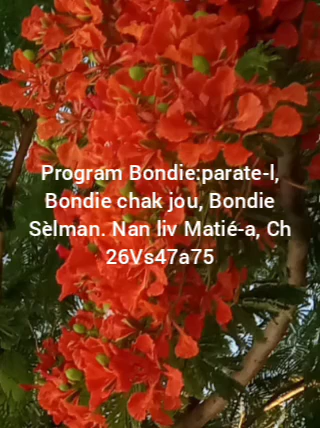 Program Bondie:parate-l,
Bondie chak jou, Bondie
Sèlman. Nan liv Matié-a, Ch
26Vs47a75